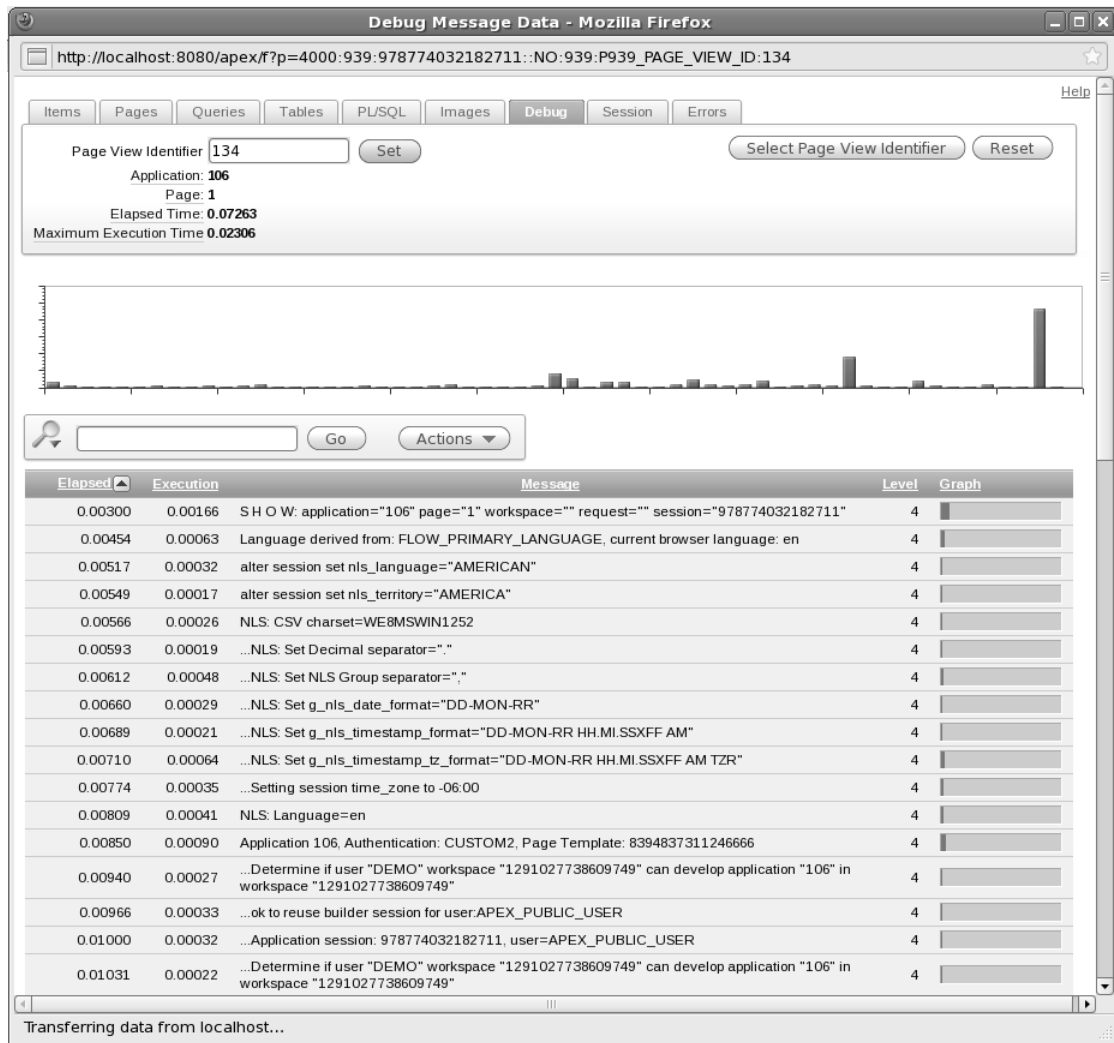 Debug Message Data - Mozilla Firefox
http://localhost:8080/apex/f?p=4000:939:978774032182711::NO:939:P939_PAGE_VIEW_ID:134
Help
Items Pages Queries Tables PL/SQL Images Debug Session Errors
Page View Identifier 134 Set Select Page View Identifier Reset
Application: 106
Page: 1
Elapsed Time: 0.07263
Maximum Execution Time 0.02306
Go Actions
Elapsed Execution Message Level Graph
0.00300 0.00166 S H O W: application="106" page="1" workspace="" request="" session="978774032182711" 4
0.00454 0.00063 Language derived from: FLOW_PRIMARY_LANGUAGE, current browser language: en 4
0.00517 0.00032 alter session set nls_language="AMERICAN" 4
0.00549 0.00017 alter session set nls_territory="AMERICA" 4
0.00566 0.00026 NLS: CSV charset=WE8MSWIN1252 4
0.00593 0.00019 ...NLS: Set Decimal separator="." 4
0.00612 0.00048 ...NLS: Set NLS Group separator="," 4
0.00660 0.00029 ...NLS: Set g_nls_date_format="DD-MON-RR" 4
0.00689 0.00021 ...NLS: Set g_nls_timestamp_format="DD-MON-RR HH.MI.SSXFF AM" 4
0.00710 0.00064 ...NLS: Set g_nls_timestamp_tz_format="DD-MON-RR HH.MI.SSXFF AM TZR" 4
0.00774 0.00035 ...Setting session time_zone to -06:00 4
0.00809 0.00041 NLS: Language=en 4
0.00850 0.00090 Application 106, Authentication: CUSTOM2, Page Template: 8394837311246666 4
0.00940 0.00027 ...Determine if user "DEMO" workspace "1291027738609749" can develop application "106" in 4
workspace "1291027738609749"
0.00966 0.00033 ...ok to reuse builder session for user:APEX_PUBLIC_USER 4
0.01000 0.00032 ...Application session: 978774032182711, user=APEX_PUBLIC_USER 4
0.01031 0.00022 ...Determine if user "DEMO" workspace "1291027738609749" can develop application "106" in 4
workspace "1291027738609749"
Transferring data from localhost...